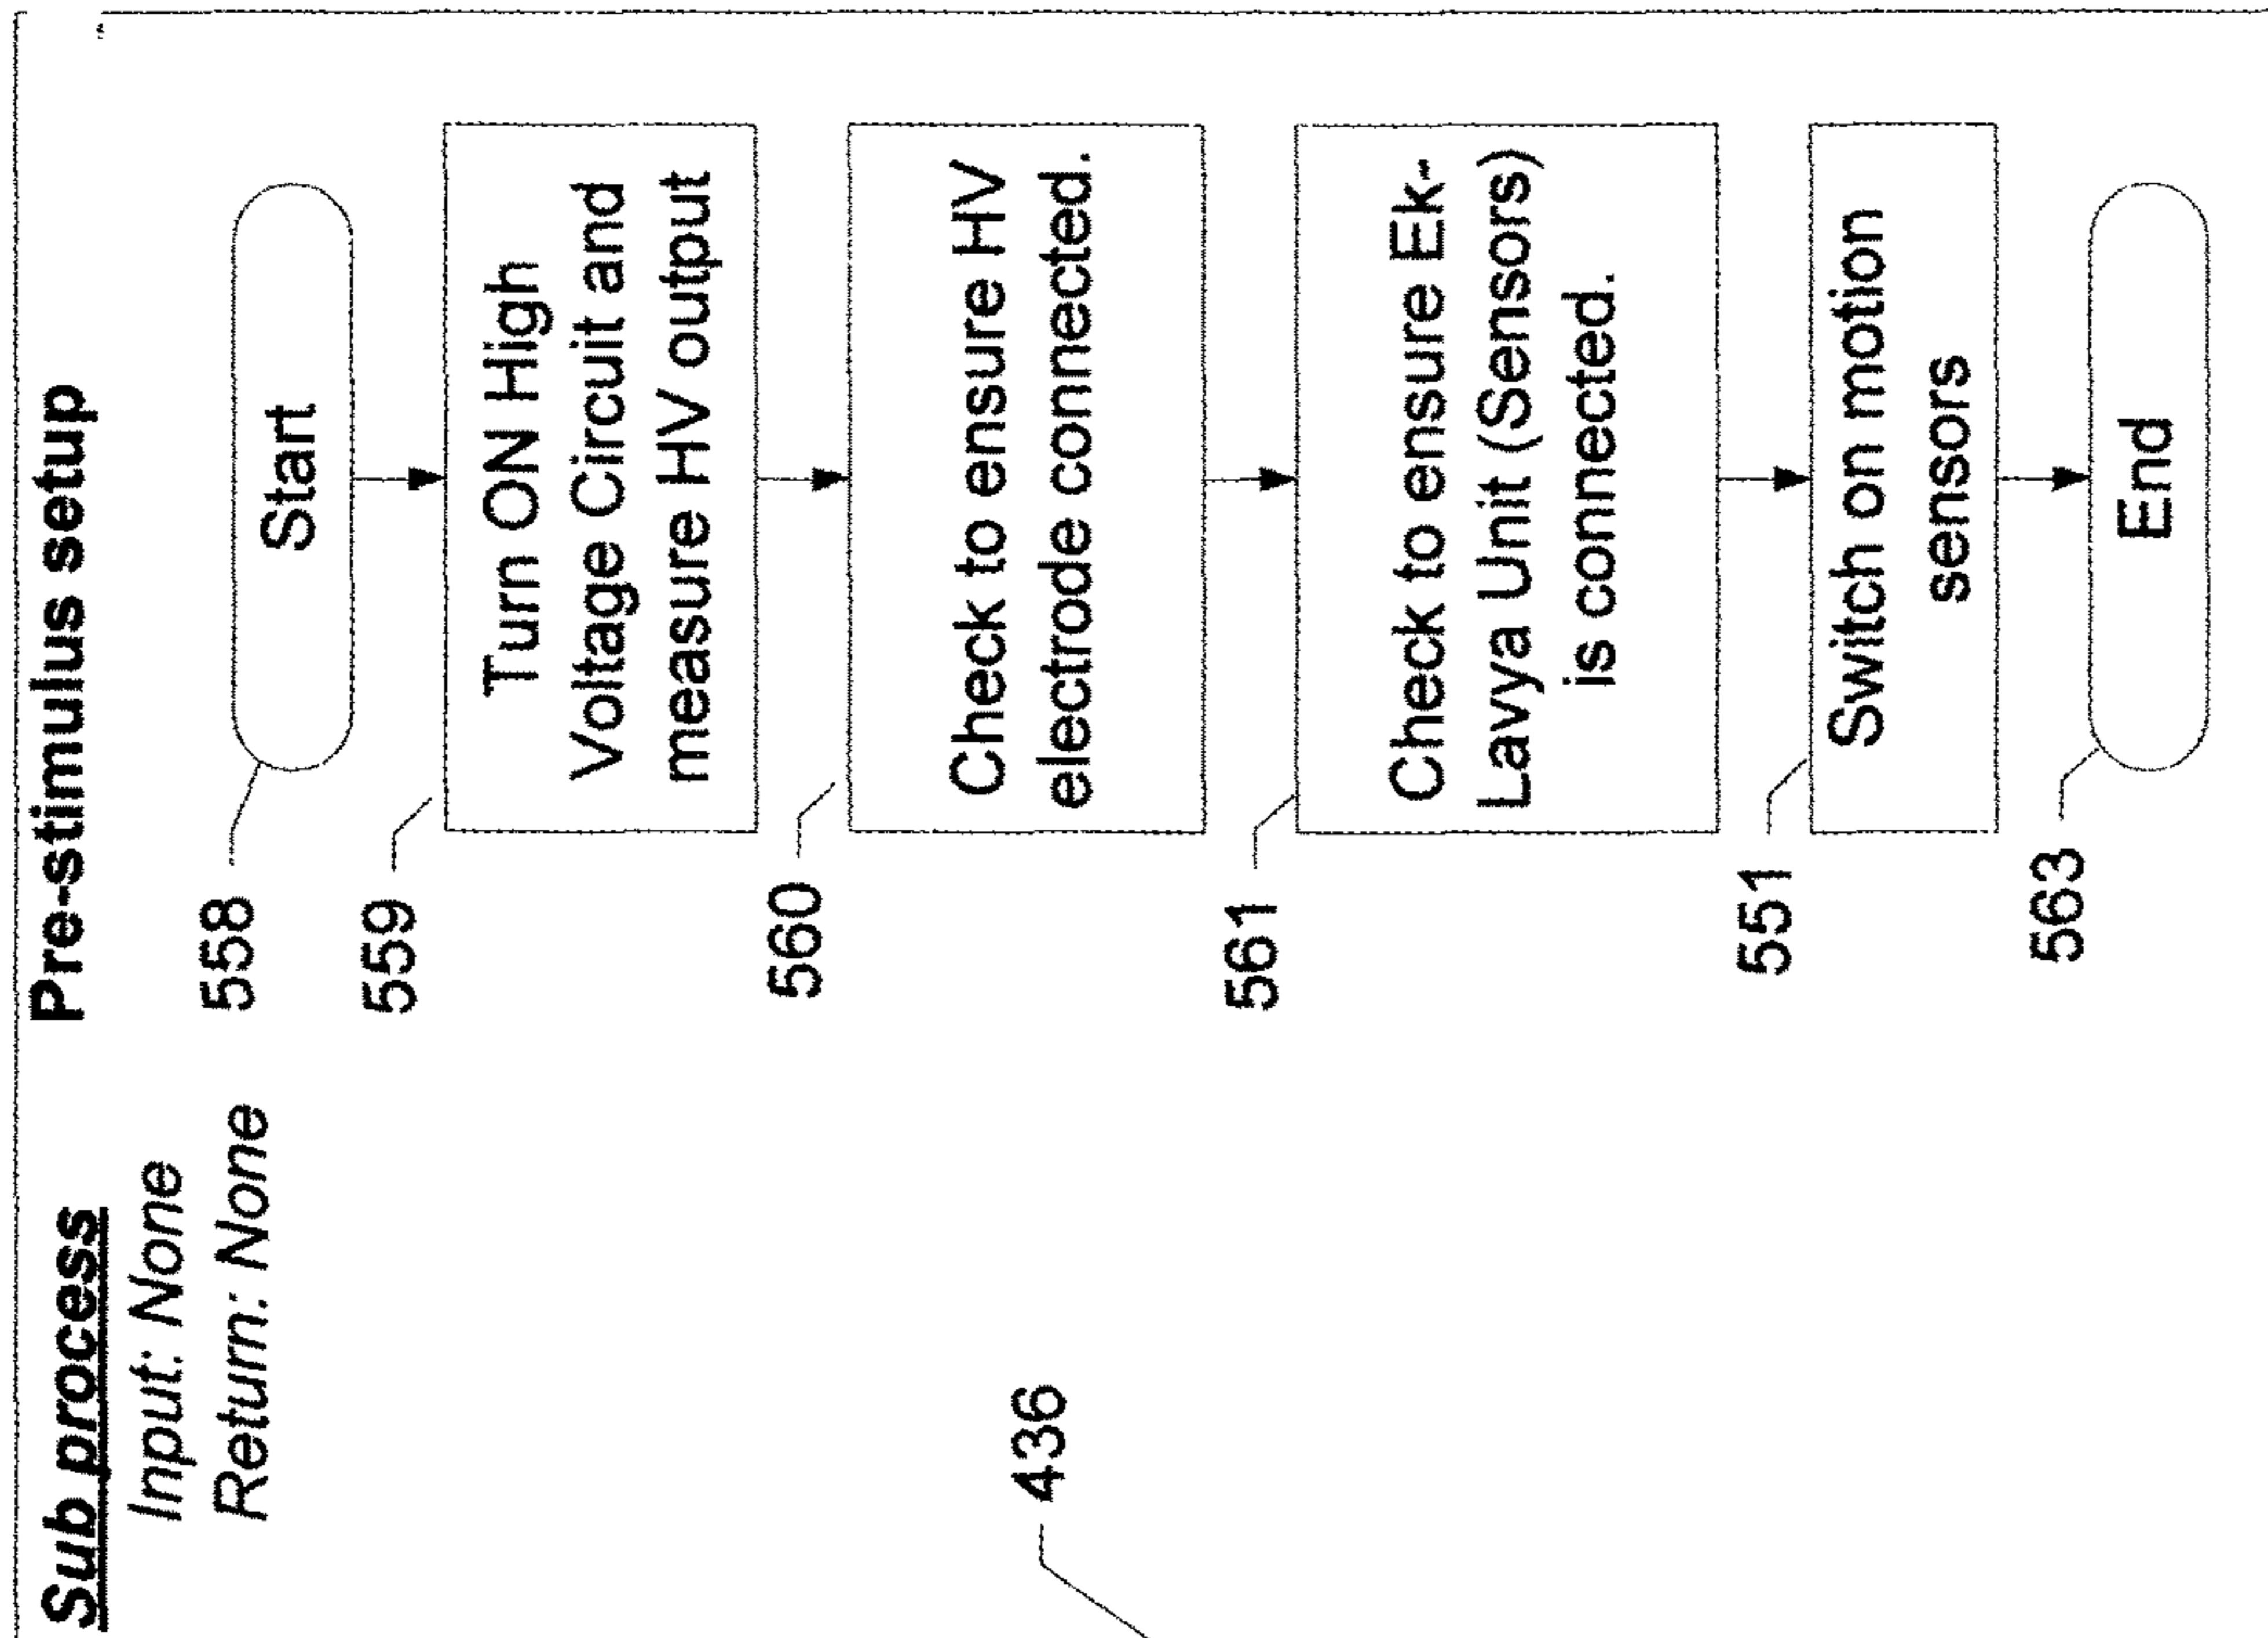 Sub process
Input: None
Return: None
Pre-stimulus setup
558
Start
559
Turn ON High
Voltage Circuit and
measure HV output
560
Check to ensure HV
electrode connected.
561
Check to ensure Ek-
Lavya Unit (Sensors)
is connected.
551
Switch on motion
sensors
563
End
436